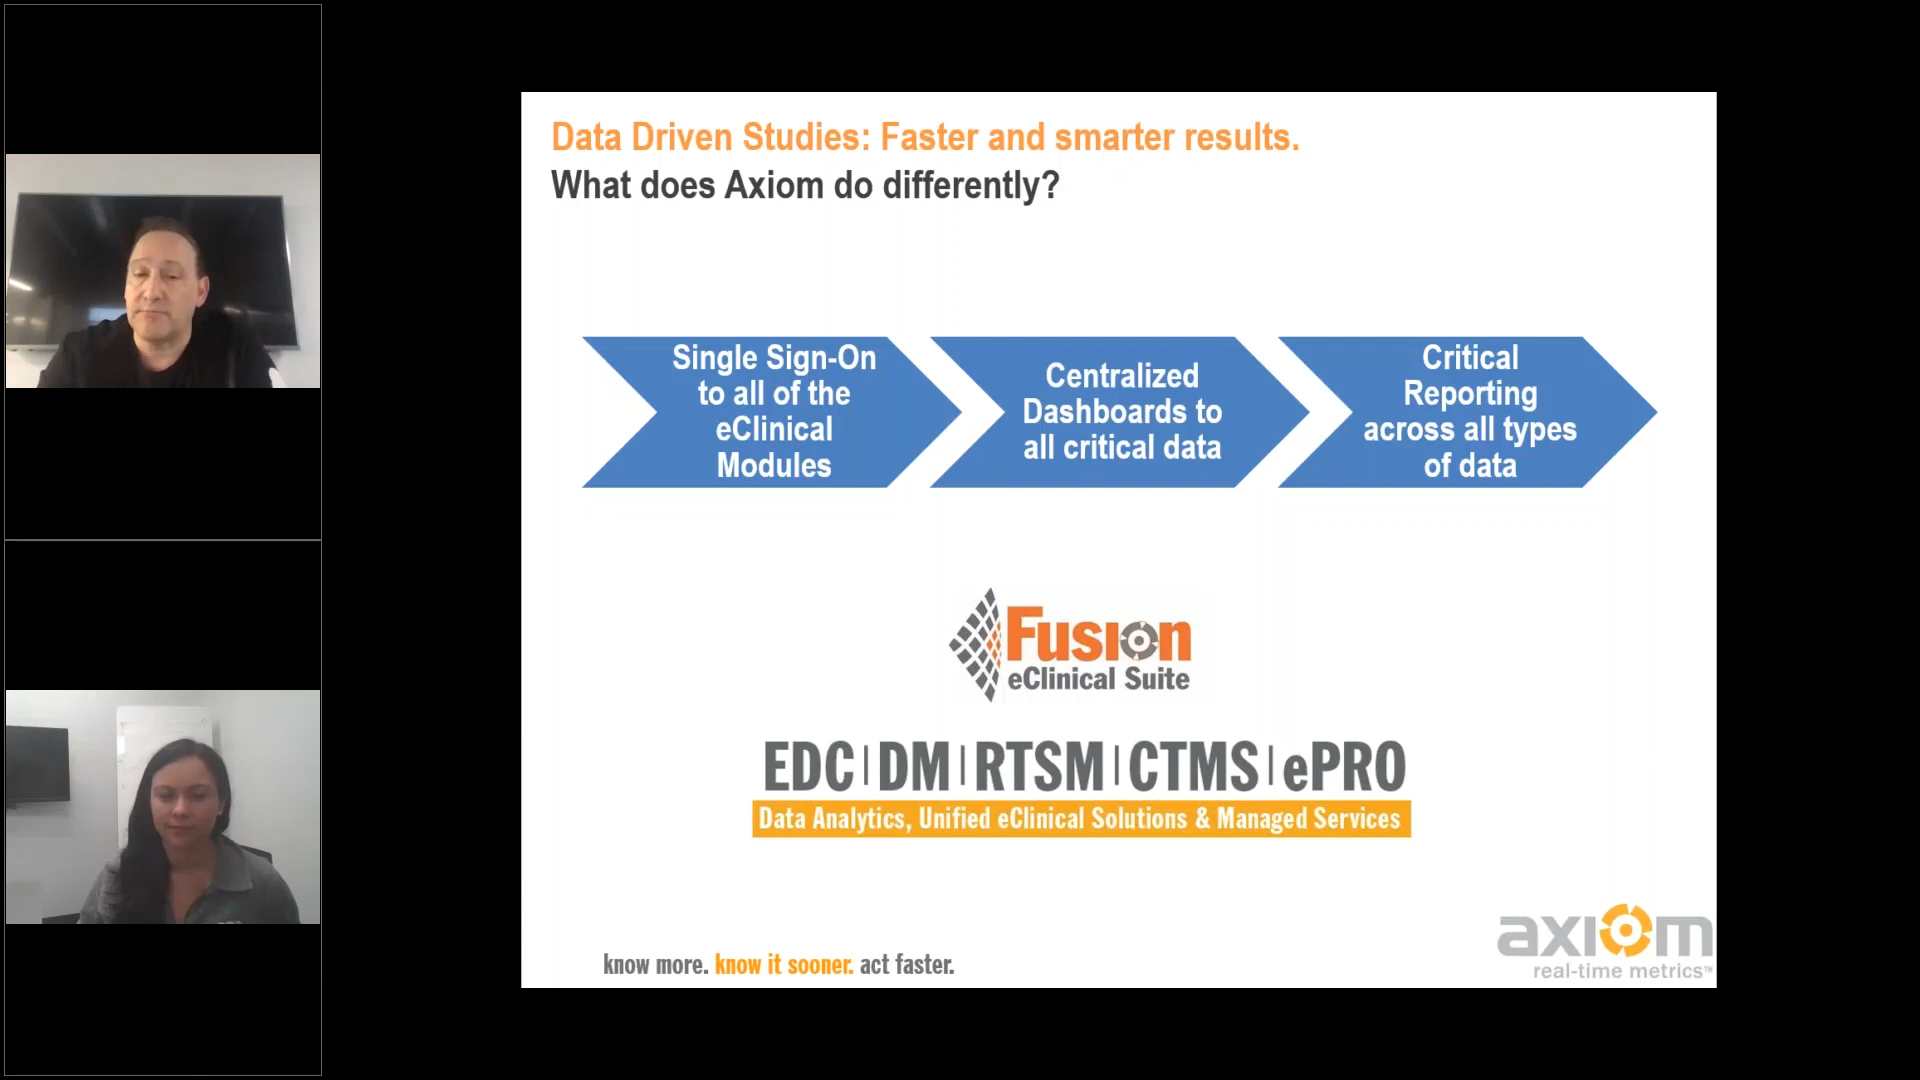 Data Driven Studies: Faster and smarter results.
What does Axiom do differently?
Single Sign-On
to all of the
eClinical
Modules
Centralized
Dashboards to
all critical data
Critical
Reporting
across all types
of data
Fusion
eClinical Suite
EDC|DM|RTSM|CTMS|ePRO
Data Analytics, Unified eClinical Solutions & Managed Services
know more. know it sooner. act faster.
axiom
real-time metrics™